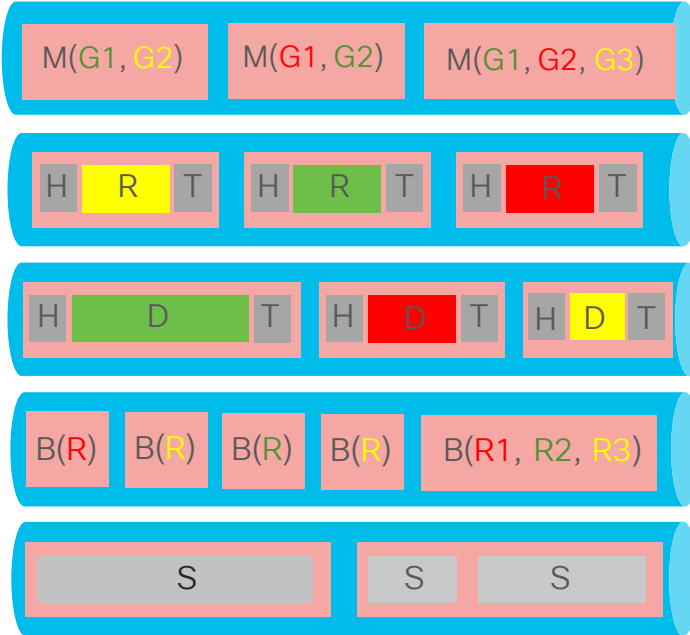 M(G1, G2) M(G1, G2) M(G1, G2, G3)
H R T H R T H R T
H D T H D T H D T
B(R) B(R) B(R) B(R) B(R1, R2, R3)
S S S